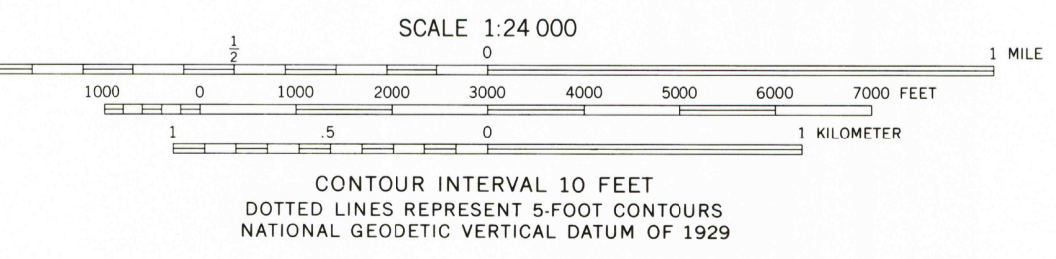 SCALE 1:24 000
1/2 0 1 MILE
1000 0 1000 2000 3000 4000 5000 6000 7000 FEET
1 .5 0 1 KILOMETER
CONTOUR INTERVAL 10 FEET
DOTTED LINES REPRESENT 5-FOOT CONTOURS
NATIONAL GEODETIC VERTICAL DATUM OF 1929